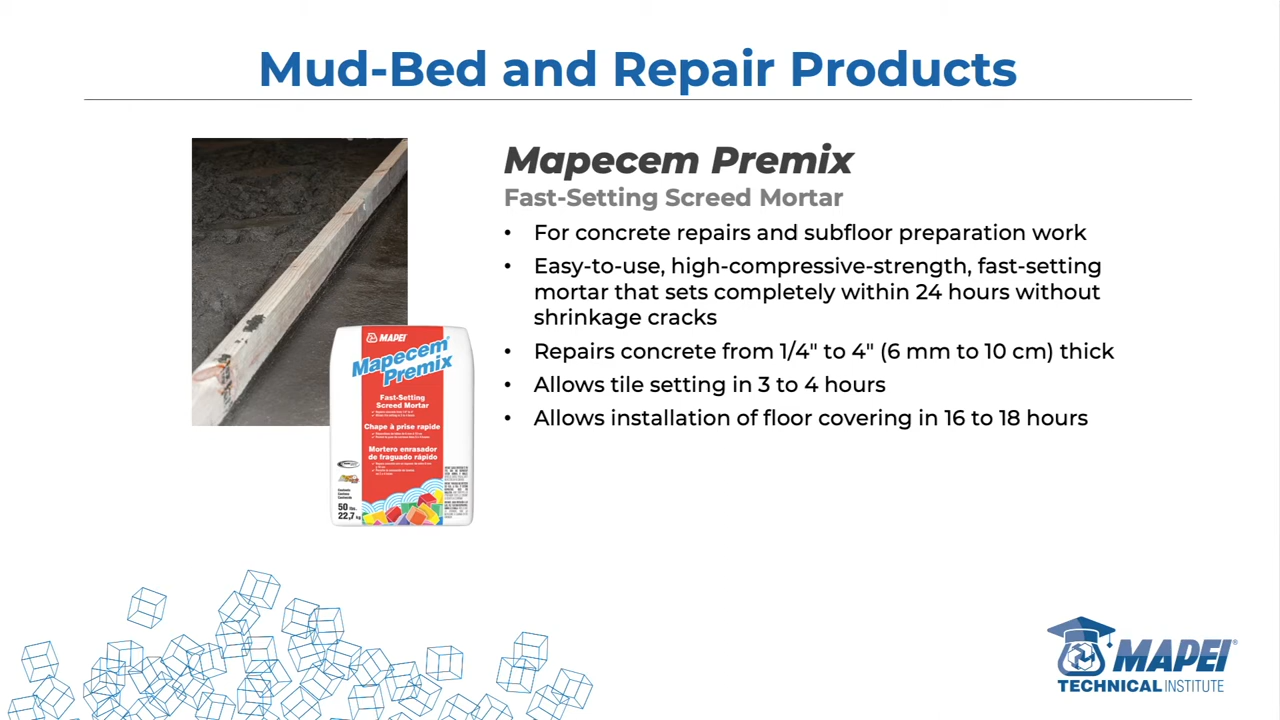 Mud-Bed and Repair Products
Mapecem Premix
Fast-Setting Screed Mortar
• For concrete repairs and subfloor preparation work
• Easy-to-use, high-compressive-strength, fast-setting
mortar that sets completely within 24 hours without
shrinkage cracks
• Repairs concrete from 1/4" to 4" (6 mm to 10 cm) thick
• Allows tile setting in 3 to 4 hours
• Allows installation of floor covering in 16 to 18 hours
MAPEI
Mapecem®
Premix
Fast-Setting
Screed Mortar
Chape à prise rapide
Mortero enrasador
de fraguado rápido
50 lbs.
22,7 kg
MAPEI®
TECHNICAL INSTITUTE